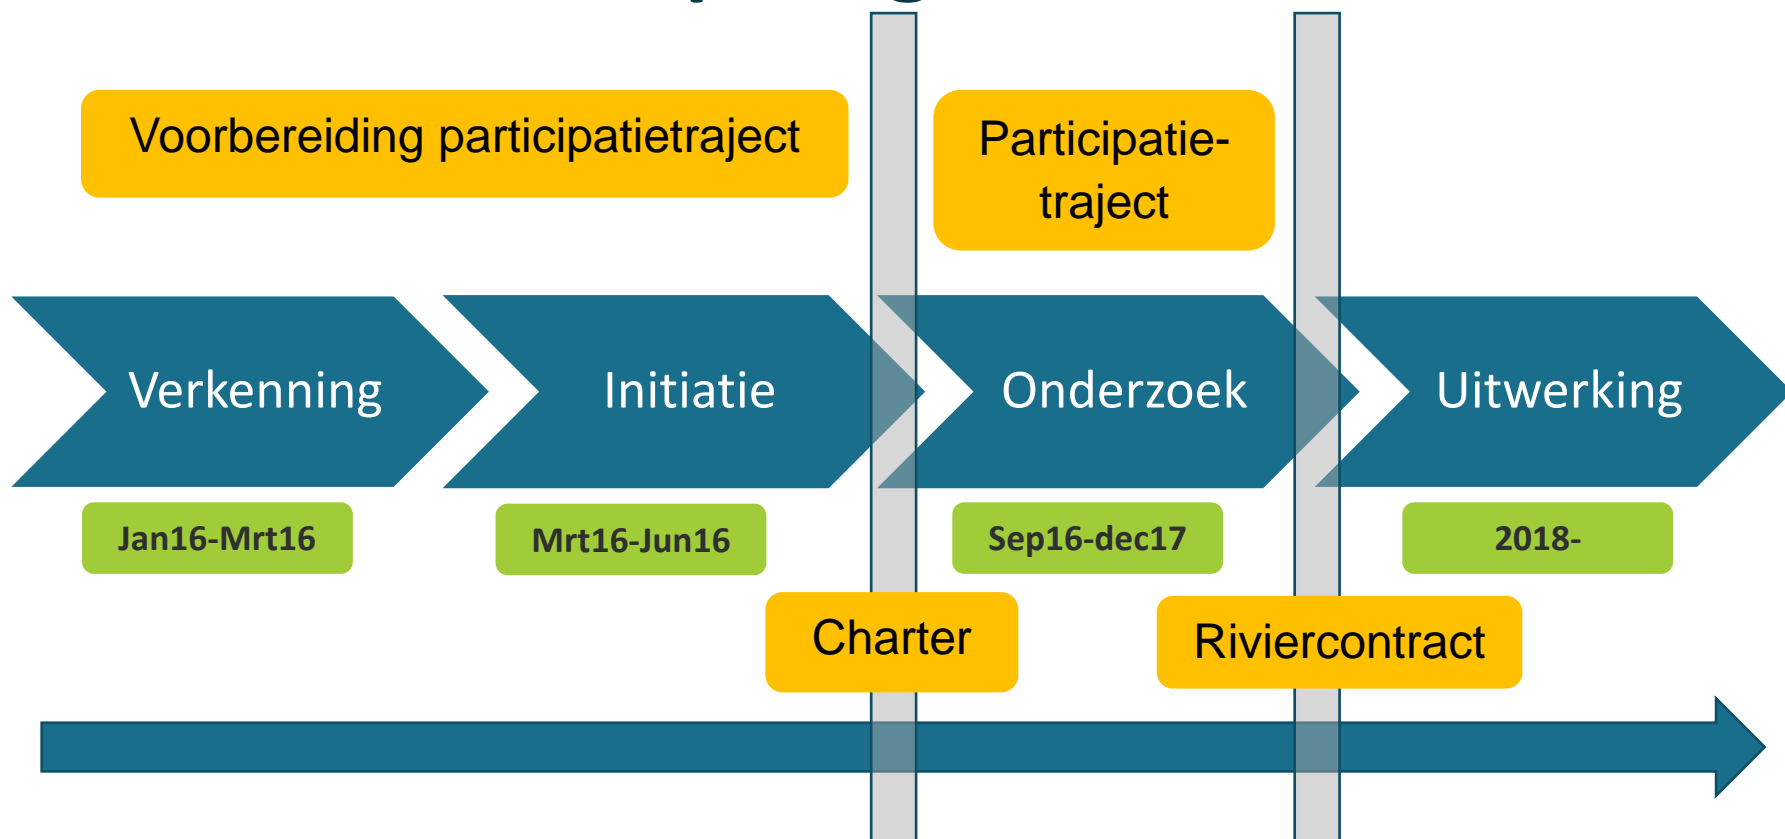 Voorbereiding participatietraject
Participatie-
traject
Verkenning
Initiatie
Onderzoek
Uitwerking
Jan16-Mrt16
Mrt16-Jun16
Sep16-dec17
2018-
Charter
Riviercontract